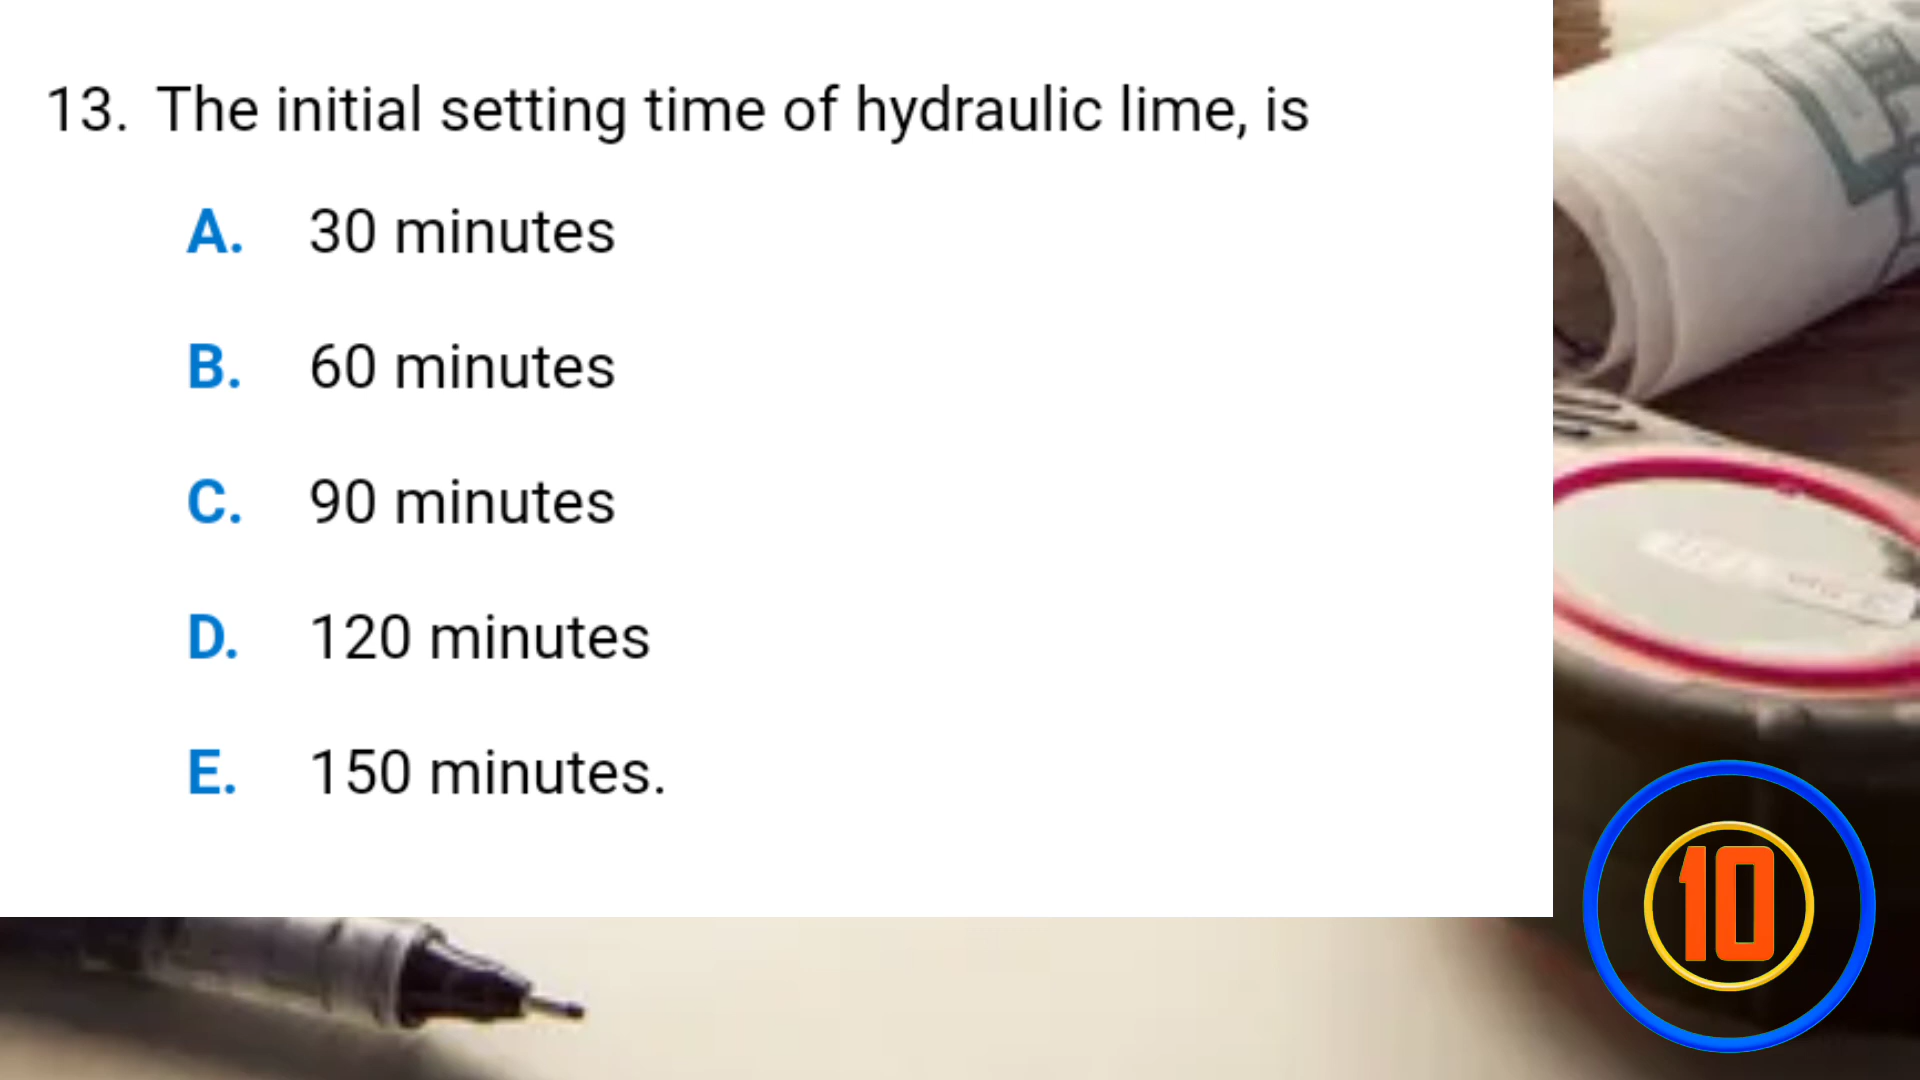 13. The initial setting time of hydraulic lime, is
A. 30 minutes
B. 60 minutes
C. 90 minutes
D. 120 minutes
E. 150 minutes.
10